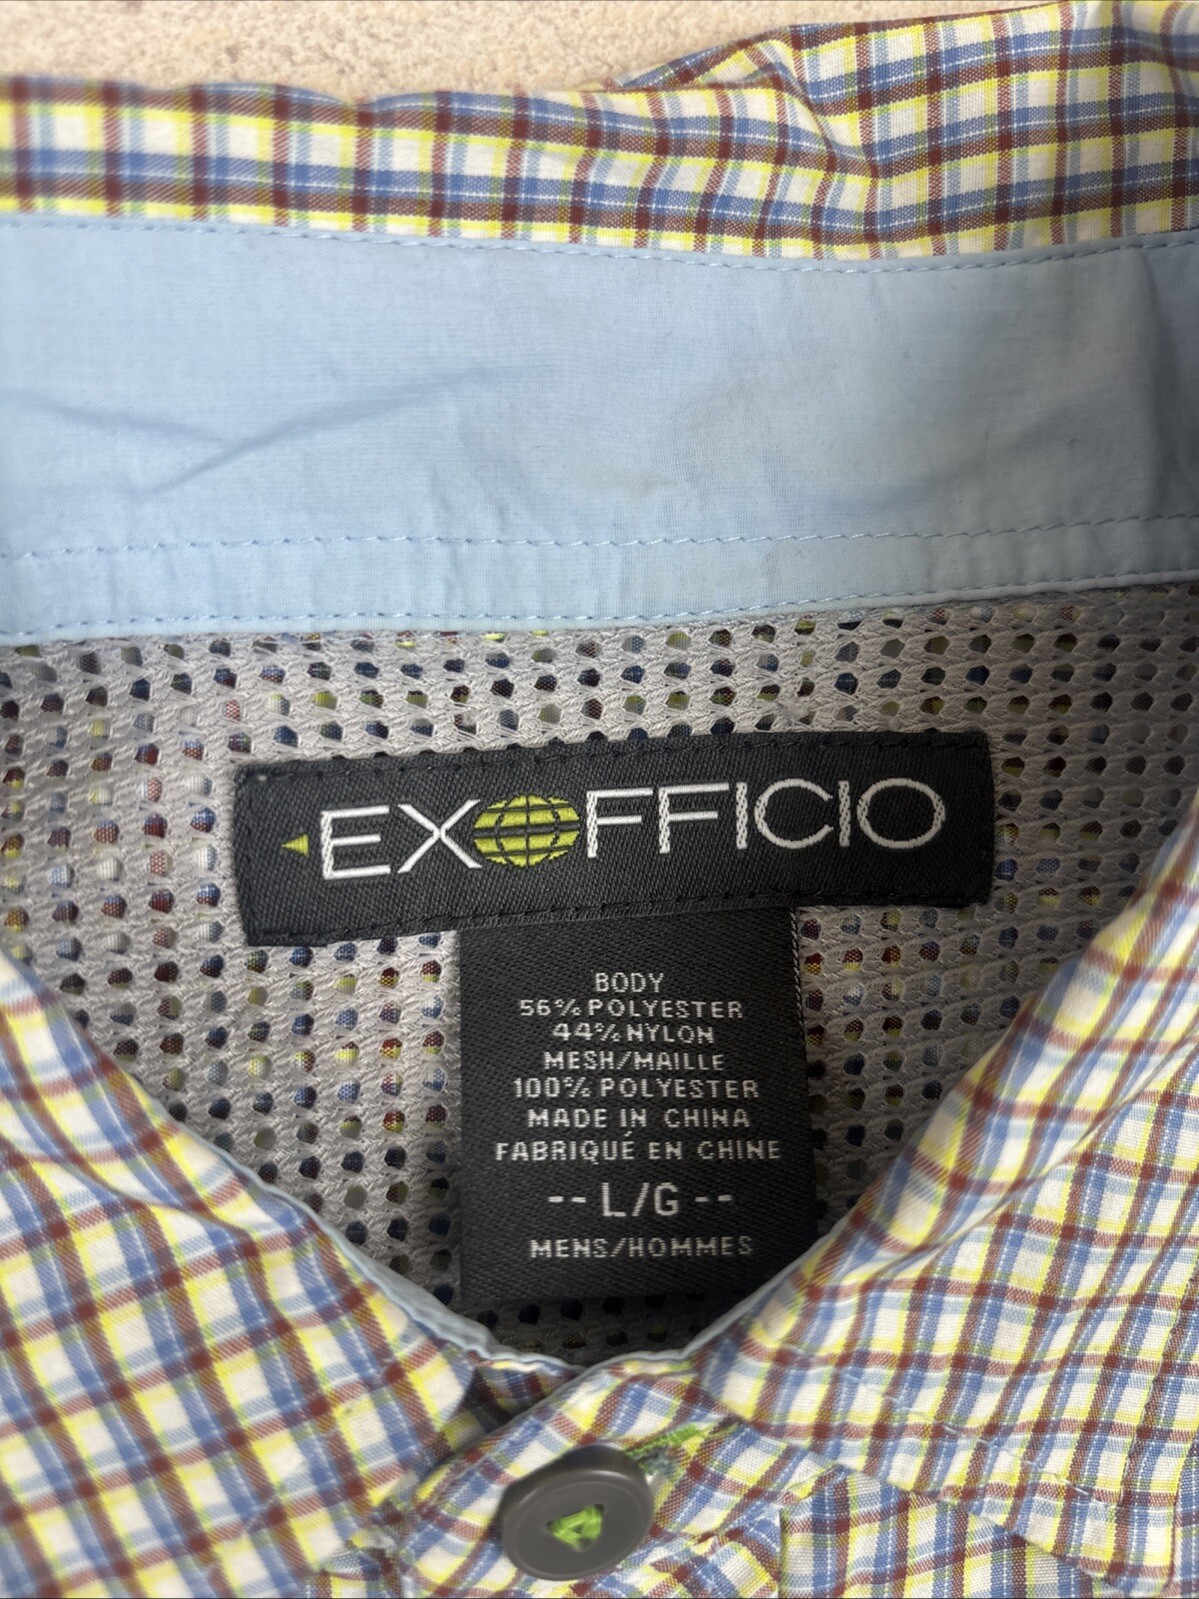 EXOFFICIO
BODY
56% POLYESTER
44% NYLON
MESH/MAILLE
100% POLYESTER
MADE IN CHINA
FABRIQUÉ EN CHINE
-- L/G --
MENS/HOMMES